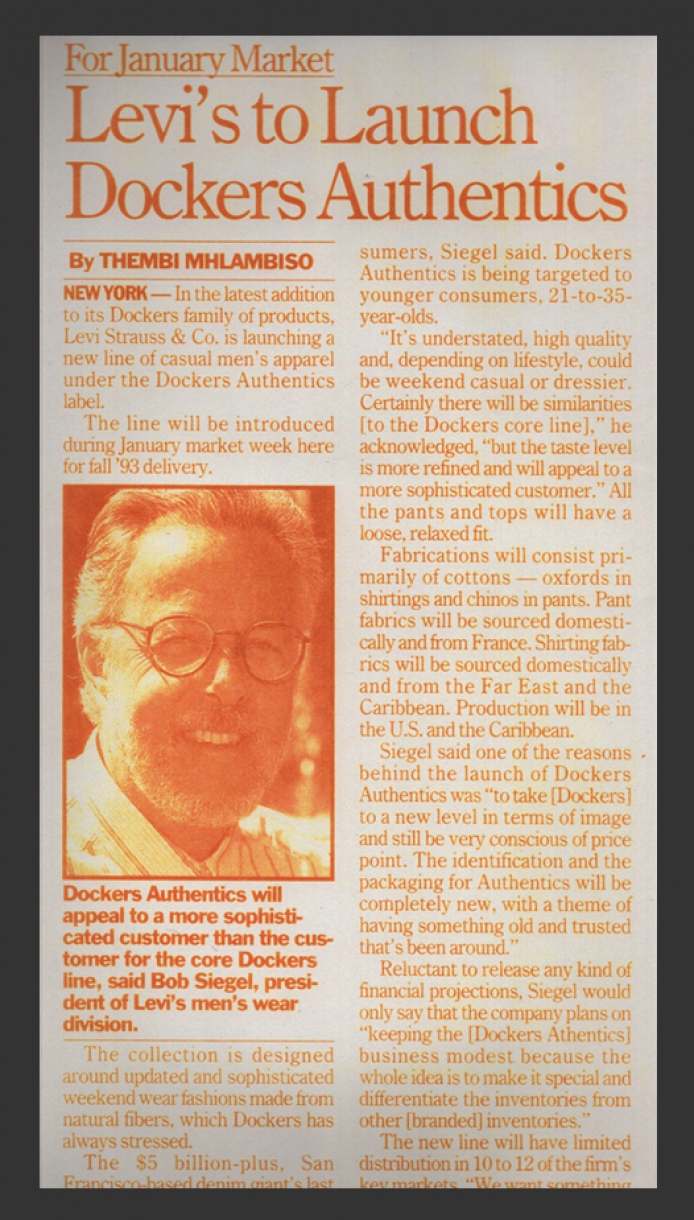 For January Market
Levi's to Launch
Dockers Authentics
By THEMBI MHLAMBISO
NEW YORK — In the latest addition
to its Dockers family of products,
Levi Strauss & Co. is launching a
new line of casual men's apparel
under the Dockers Authentics
label.
The line will be introduced
during January market week here
for fall '93 delivery.
Dockers Authentics will
appeal to a more sophisti-
cated customer than the cus-
tomer for the core Dockers
line, said Bob Siegel, presi-
dent of Levi's men's wear
division.
The collection is designed
around updated and sophisticated
weekend wear fashions made from
natural fibers, which Dockers has
always stressed.
The $5 billion-plus, San
Francisco-based denim giant's last
sumers, Siegel said. Dockers
Authentics is being targeted to
younger consumers, 21-to-35-
year-olds.
“It's understated, high quality
and, depending on lifestyle, could
be weekend casual or dressier.
Certainly there will be similarities
[to the Dockers core line],” he
acknowledged, “but the taste level
is more refined and will appeal to a
more sophisticated customer.” All
the pants and tops will have a
loose, relaxed fit.
Fabrications will consist pri-
marily of cottons — oxfords in
shirtings and chinos in pants. Pant
fabrics will be sourced domesti-
cally and from France. Shirting fab-
rics will be sourced domestically
and from the Far East and the
Caribbean. Production will be in
the U.S. and the Caribbean.
Siegel said one of the reasons
behind the launch of Dockers
Authentics was “to take [Dockers]
to a new level in terms of image
and still be very conscious of price
point. The identification and the
packaging for Authentics will be
completely new, with a theme of
having something old and trusted
that's been around.”
Reluctant to release any kind of
financial projections, Siegel would
only say that the company plans on
“keeping the [Dockers Athentics]
business modest because the
whole idea is to make it special and
differentiate the inventories from
other [branded] inventories.”
The new line will have limited
distribution in 10 to 12 of the firm's
key markets. “We want something